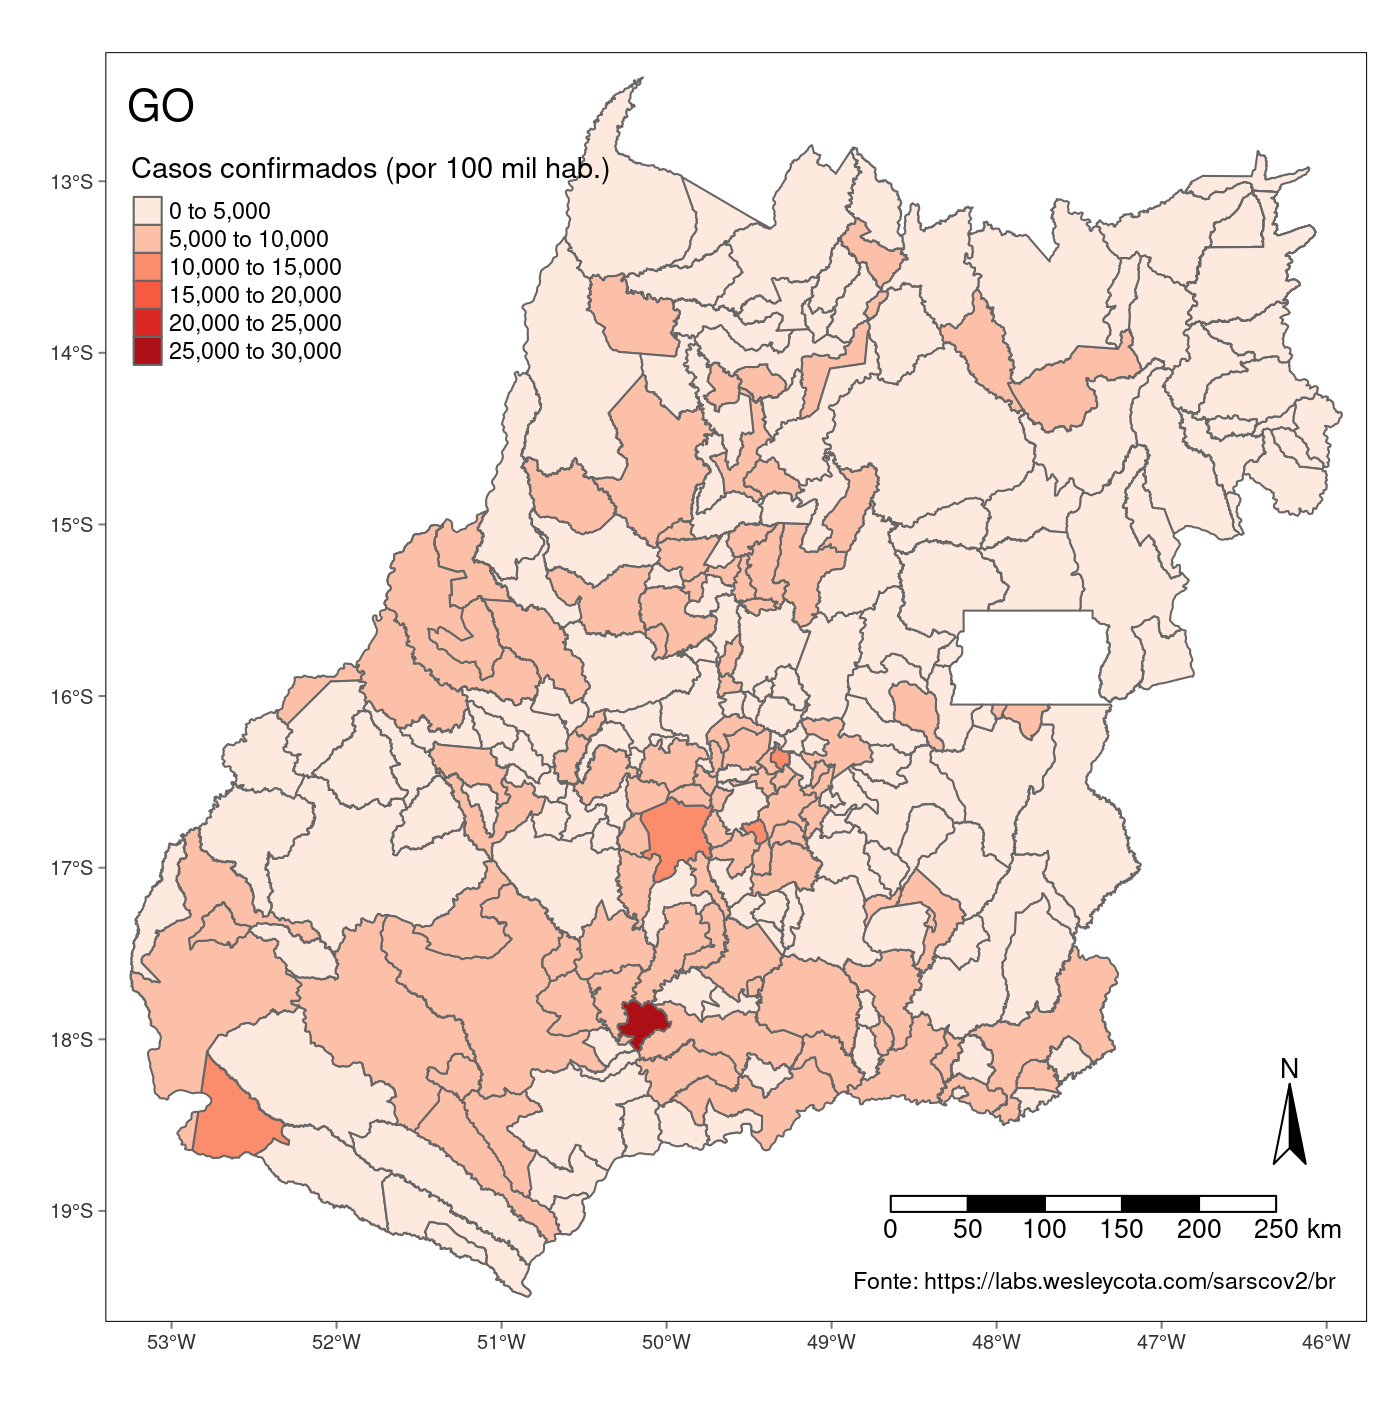 GO
Casos confirmados (por 100 mil hab.)
0 to 5,000
5,000 to 10,000
10,000 to 15,000
15,000 to 20,000
20,000 to 25,000
25,000 to 30,000
13°S
14°S
15°S
16°S
17°S
18°S
19°S
N
0 50 100 150 200 250 km
Fonte: https://labs.wesleycota.com/sarscov2/br
53°W 52°W 51°W 50°W 49°W 48°W 47°W 46°W